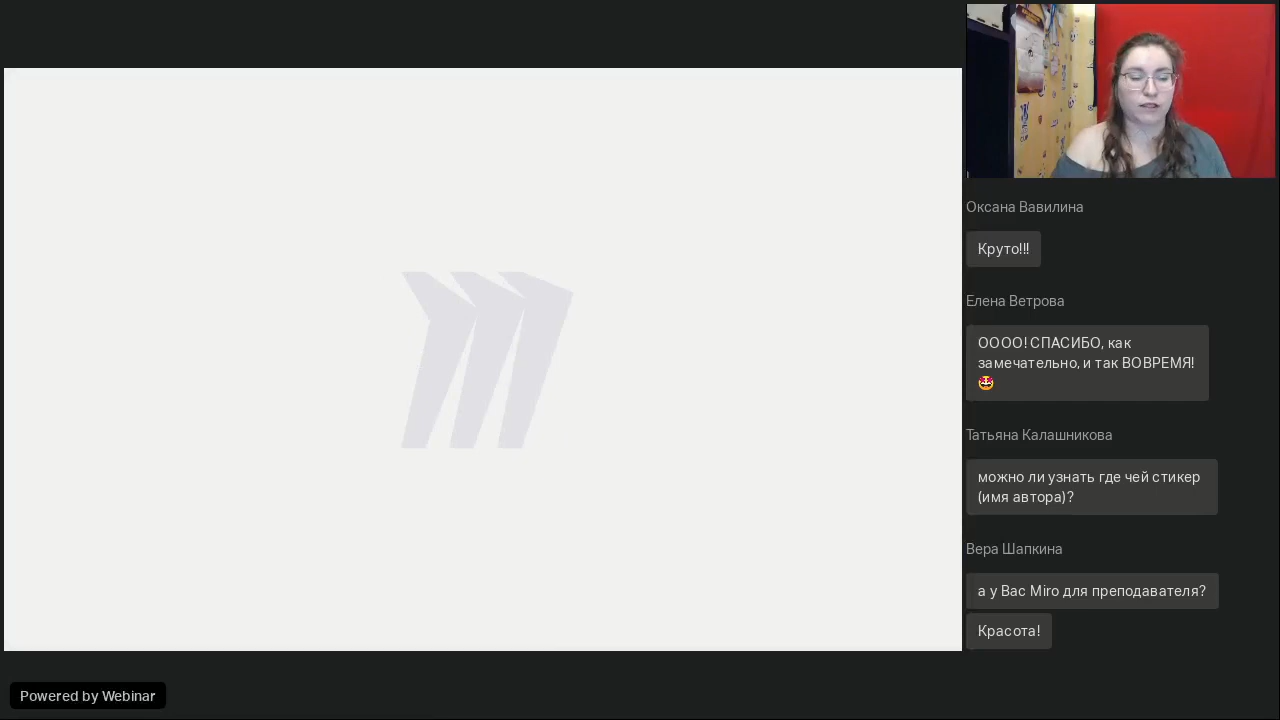 Оксана Вавилина
Круто!!!
Елена Ветрова
ОООО! СПАСИБО, как
замечательно, и так ВОВРЕМЯ!
🤩
Татьяна Калашникова
можно ли узнать где чей стикер
(имя автора)?
Вера Шапкина
а у Вас Miro для преподавателя?
Красота!
Powered by Webinar